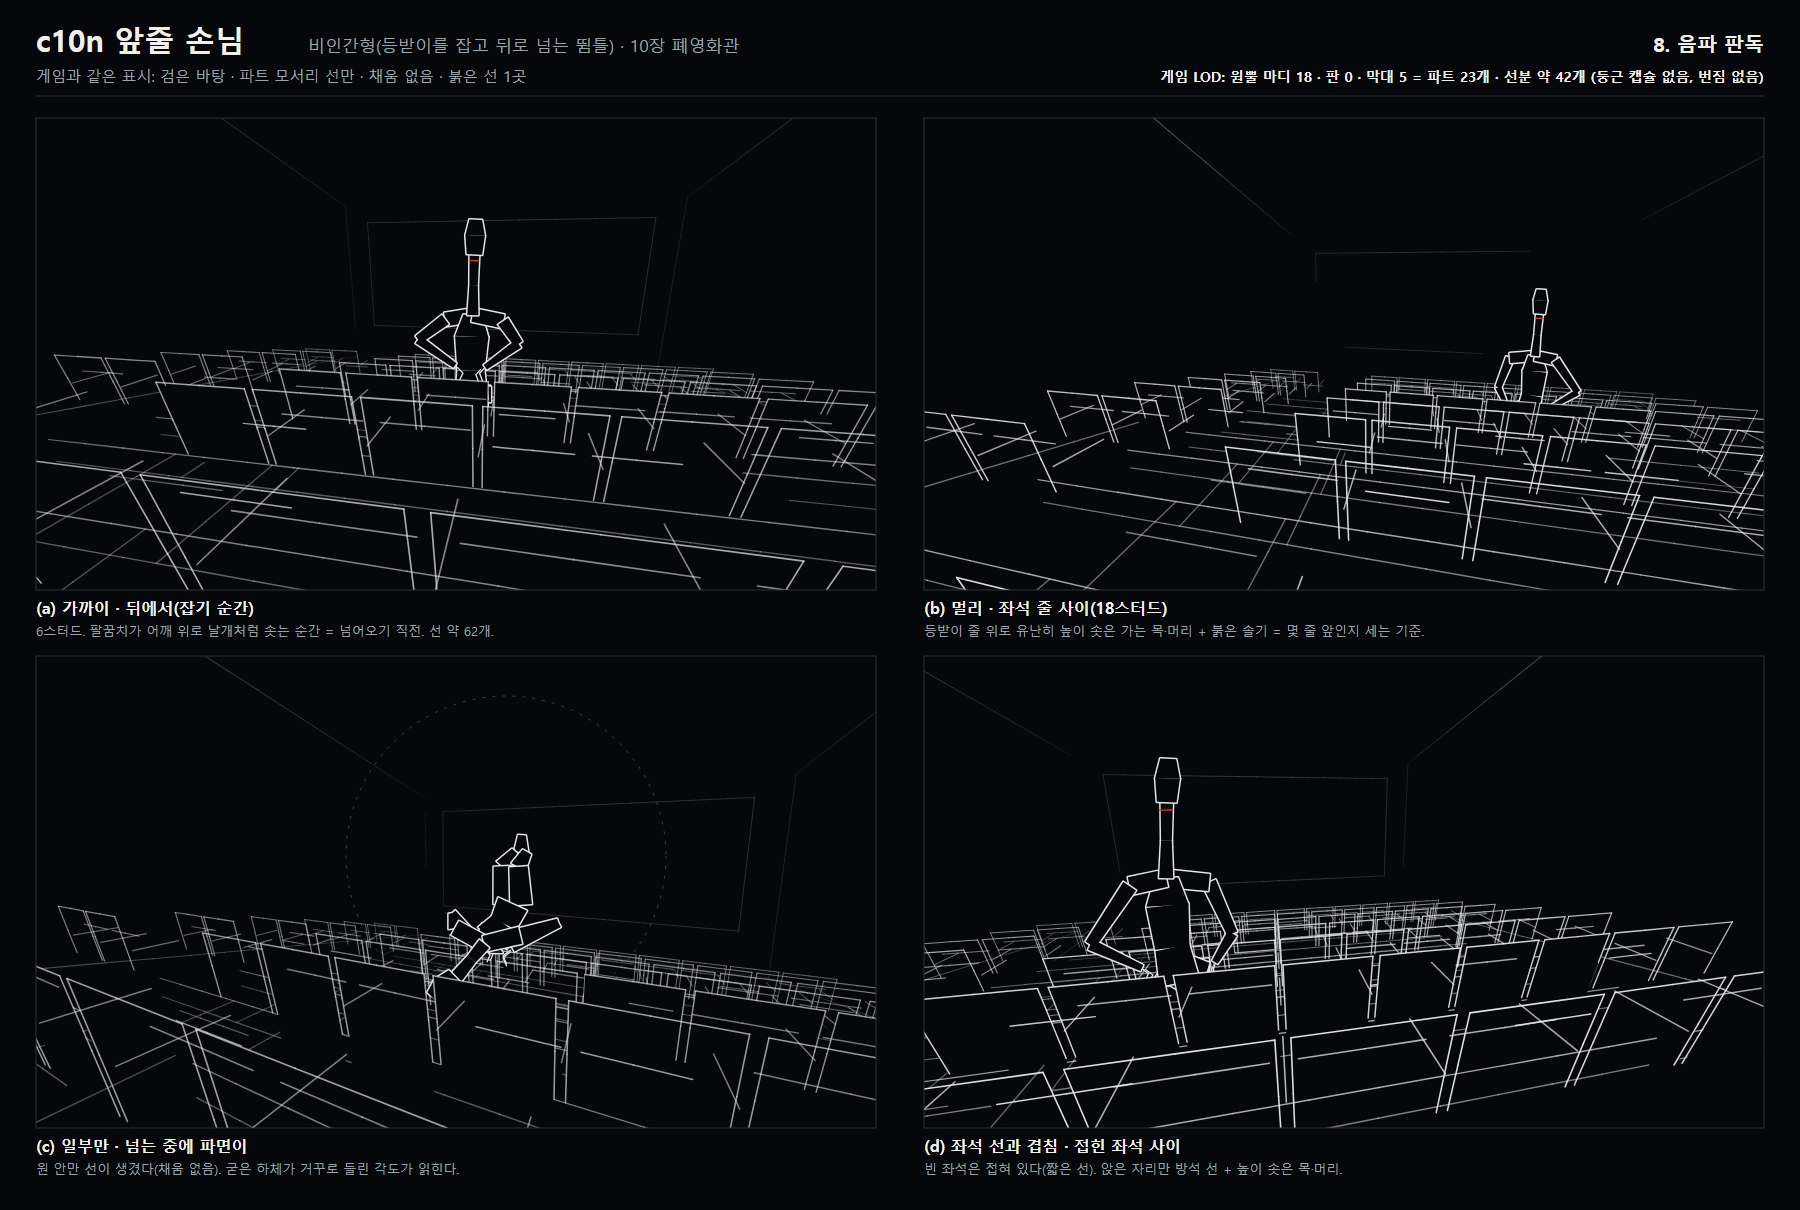 c10n 앞줄 손님
비인간형(등받이를 잡고 뒤로 넘는 뜀틀) · 10장 폐영화관
8. 음파 판독
게임과 같은 표시: 검은 바탕 · 파트 모서리 선만 · 채움 없음 · 붉은 선 1곳
게임 LOD: 원뿔 마디 18 · 판 0 · 막대 5 = 파트 23개 · 선분 약 42개 (둥근 캡슐 없음, 번짐 없음)
(a) 가까이 · 뒤에서(잡기 순간)
6스터드. 팔꿈치가 어깨 위로 날개처럼 솟는 순간 = 넘어오기 직전. 선 약 62개.
(b) 멀리 · 좌석 줄 사이(18스터드)
등받이 줄 위로 유난히 높이 솟은 가는 목·머리 + 붉은 솔기 = 몇 줄 앞인지 세는 기준.
(c) 일부만 · 넘는 중에 파면이
원 안만 선이 생겼다(채움 없음). 굳은 하체가 거꾸로 들린 각도가 읽힌다.
(d) 좌석 선과 겹침 · 접힌 좌석 사이
빈 좌석은 접혀 있다(짧은 선). 앉은 자리만 방석 선 + 높이 솟은 목·머리.